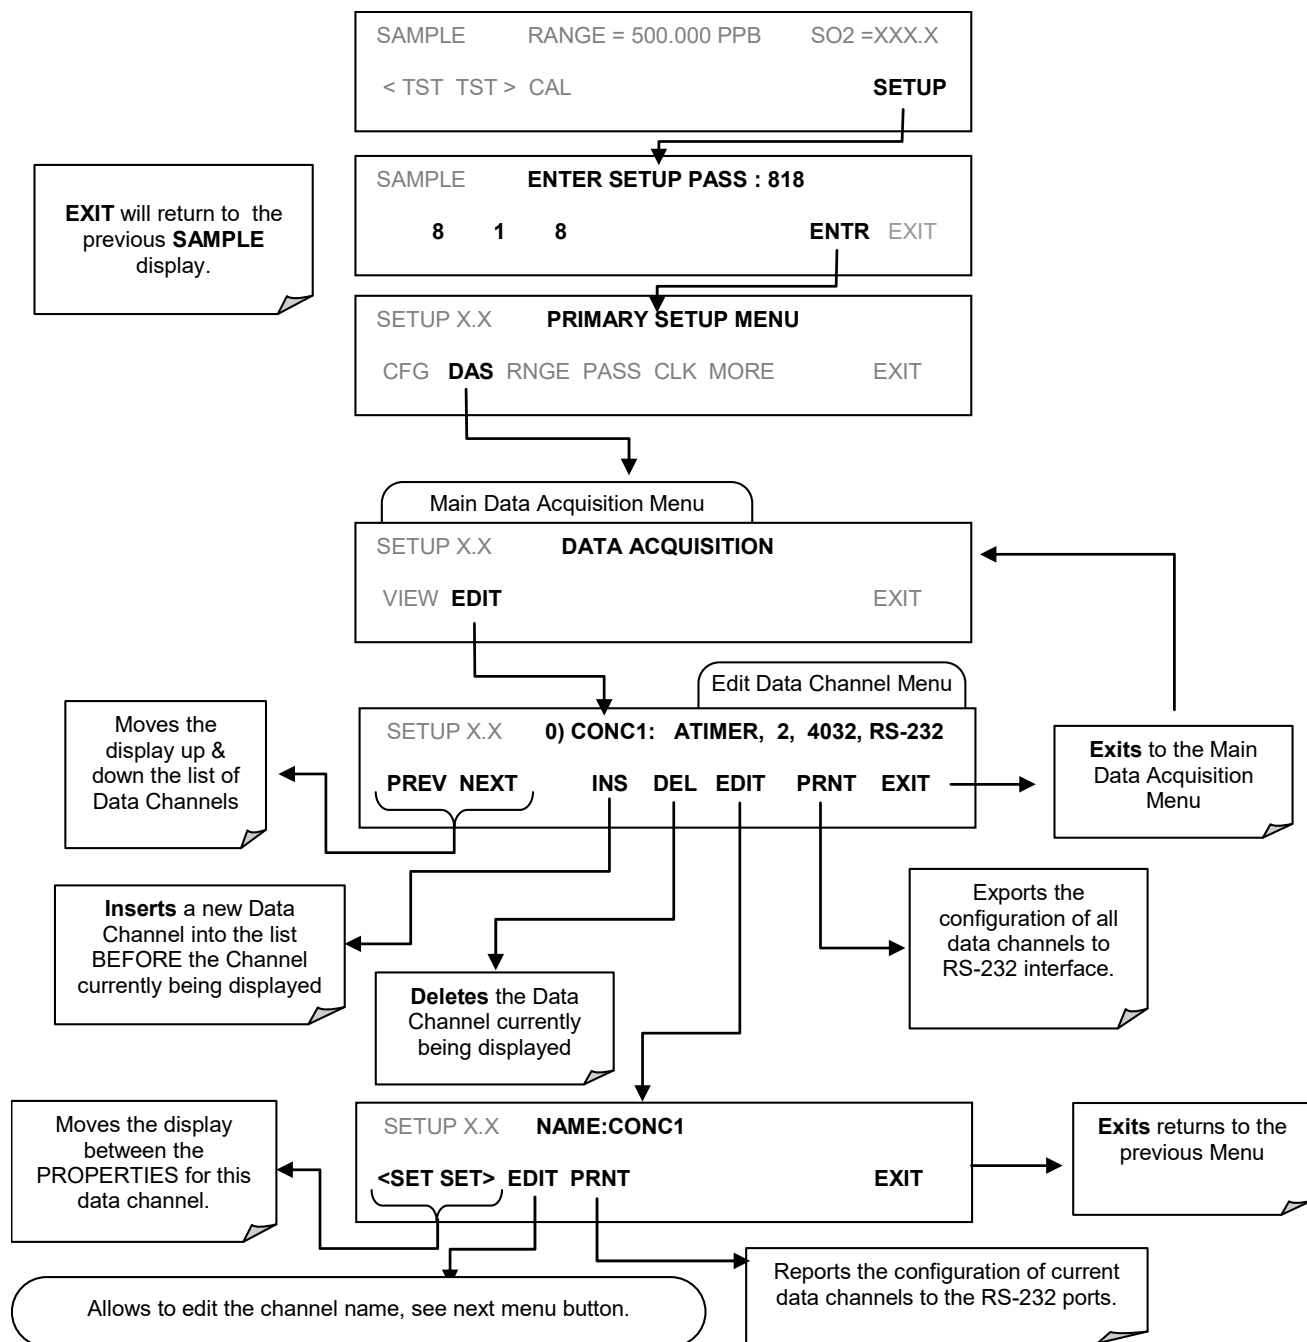 SAMPLE RANGE = 500.000 PPB SO2 =XXX.X
< TST TST > CAL SETUP
SAMPLE ENTER SETUP PASS : 818
8 1 8 ENTR EXIT
EXIT will return to the
previous SAMPLE
display.
SETUP X.X PRIMARY SETUP MENU
CFG DAS RNGE PASS CLK MORE EXIT
Main Data Acquisition Menu
SETUP X.X DATA ACQUISITION
VIEW EDIT EXIT
Edit Data Channel Menu
SETUP X.X 0) CONC1: ATIMER, 2, 4032, RS-232
PREV NEXT INS DEL EDIT PRNT EXIT
Moves the
display up &
down the list of
Data Channels
Exits to the Main
Data Acquisition
Menu
Inserts a new Data
Channel into the list
BEFORE the Channel
currently being displayed
Deletes the Data
Channel currently
being displayed
Exports the
configuration of all
data channels to
RS-232 interface.
Moves the display
between the
PROPERTIES for this
data channel.
SETUP X.X NAME:CONC1
<SET SET> EDIT PRNT EXIT
Exits returns to the
previous Menu
Allows to edit the channel name, see next menu button.
Reports the configuration of current
data channels to the RS-232 ports.